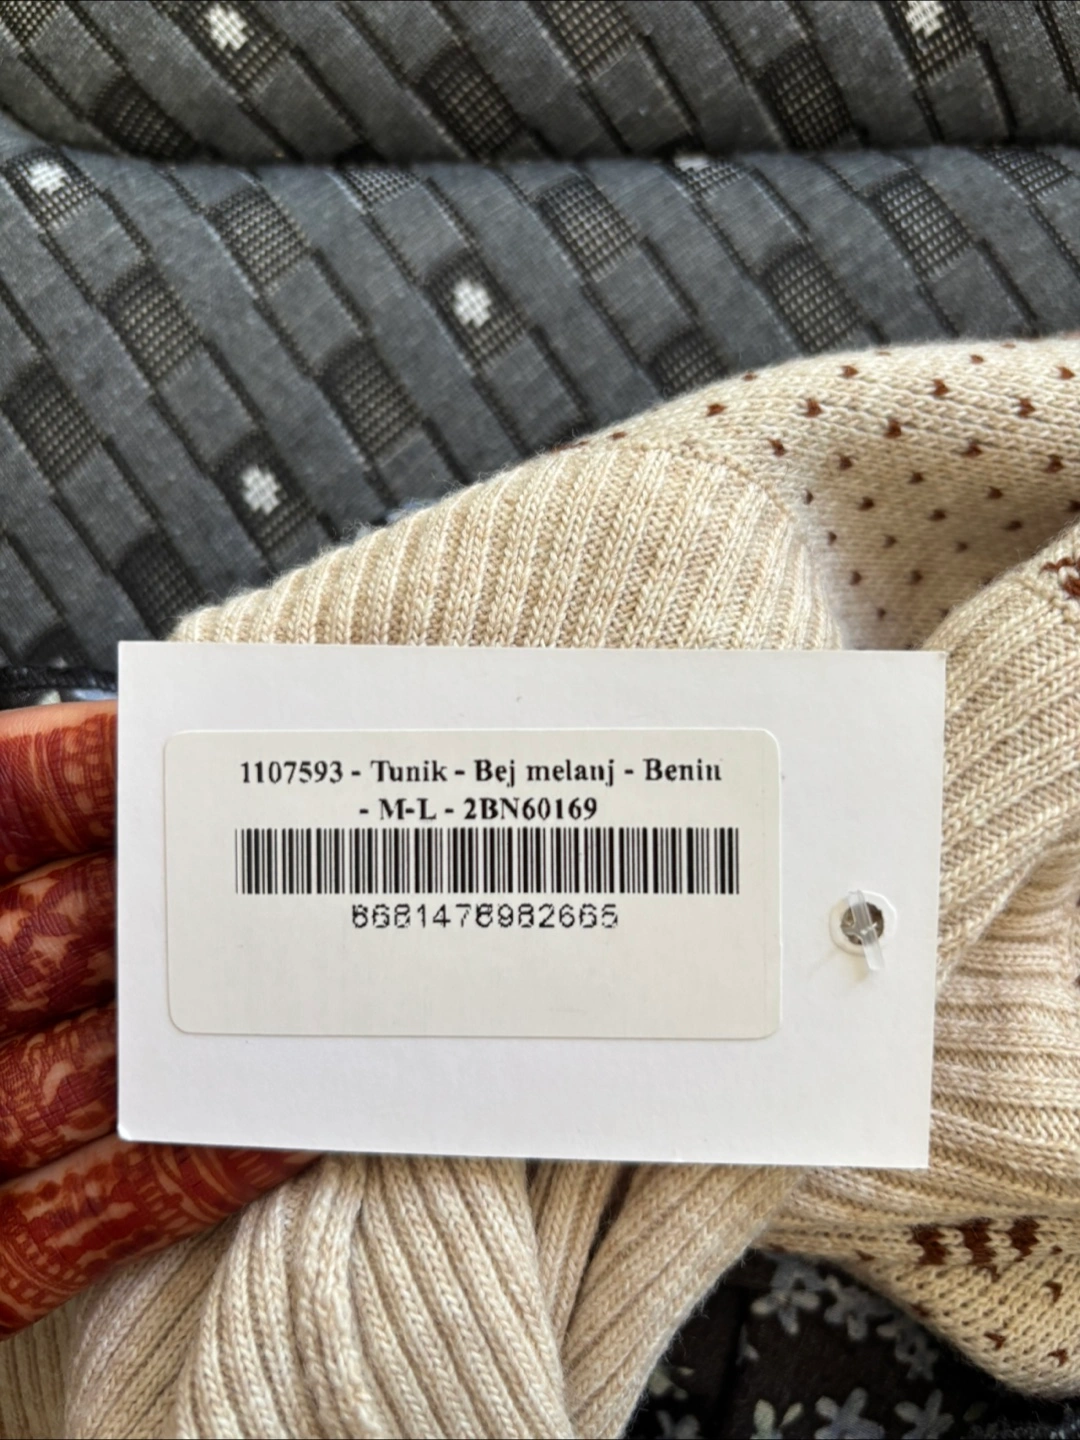 1107593 - Tunik - Bej melanj - Benin
- M-L - 2BN60169
8681478982665